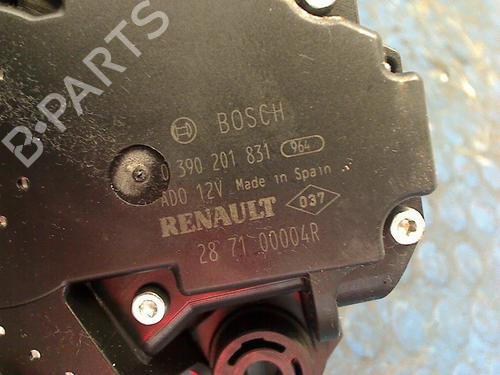 B-PARTS
BOSCH
0 390 201 831 964
ADO 12V Made in Spain
RENAULT 037
28 71 00004R